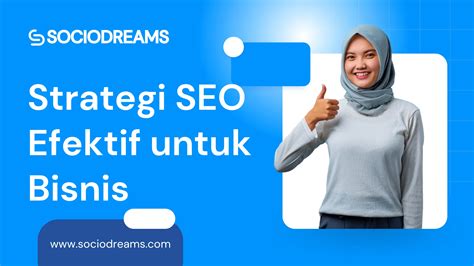 SOCIODREAMS
Strategi SEO
Efektif untuk
Bisnis
www.sociodreams.com